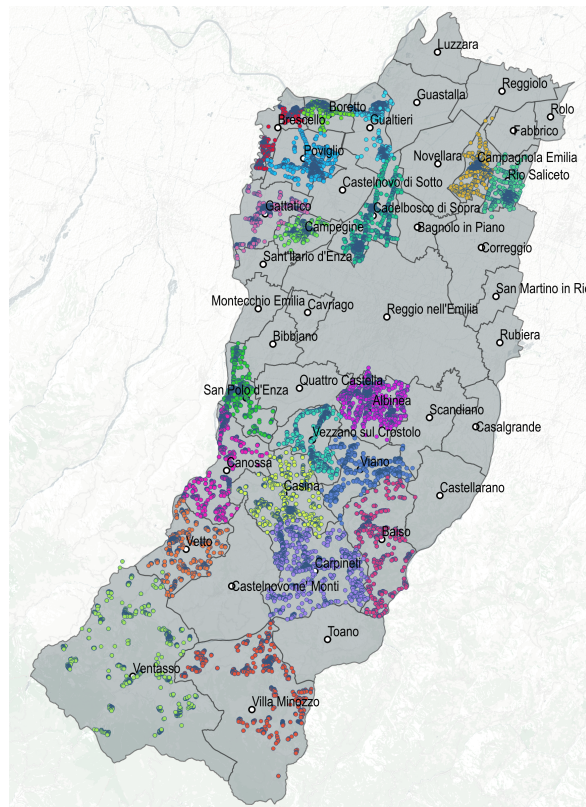 Luzzara
Reggiolo
Guastalla
Boretto
Rolo
Brescello
Gualtieri
Fabbrico
Poviglio
Novellara
Campagnola Emilia
Rio Saliceto
Castelnovo di Sotto
Gattatico
Cadelbosco di Sopra
Campegine
Bagnolo in Piano
Correggio
Sant'Ilario d'Enza
San Martino in Ri
Montecchio Emilia
Cavriago
Reggio nell'Emilia
Bibbiano
Rubiera
Quattro Castella
San Polo d'Enza
Albinea
Scandiano
Vezzano sul Crostolo
Casalgrande
Canossa
Viano
Casina
Castellarano
Vetto
Baiso
Carpineti
Castelnovo ne' Monti
Toano
Ventasso
Villa Minozzo